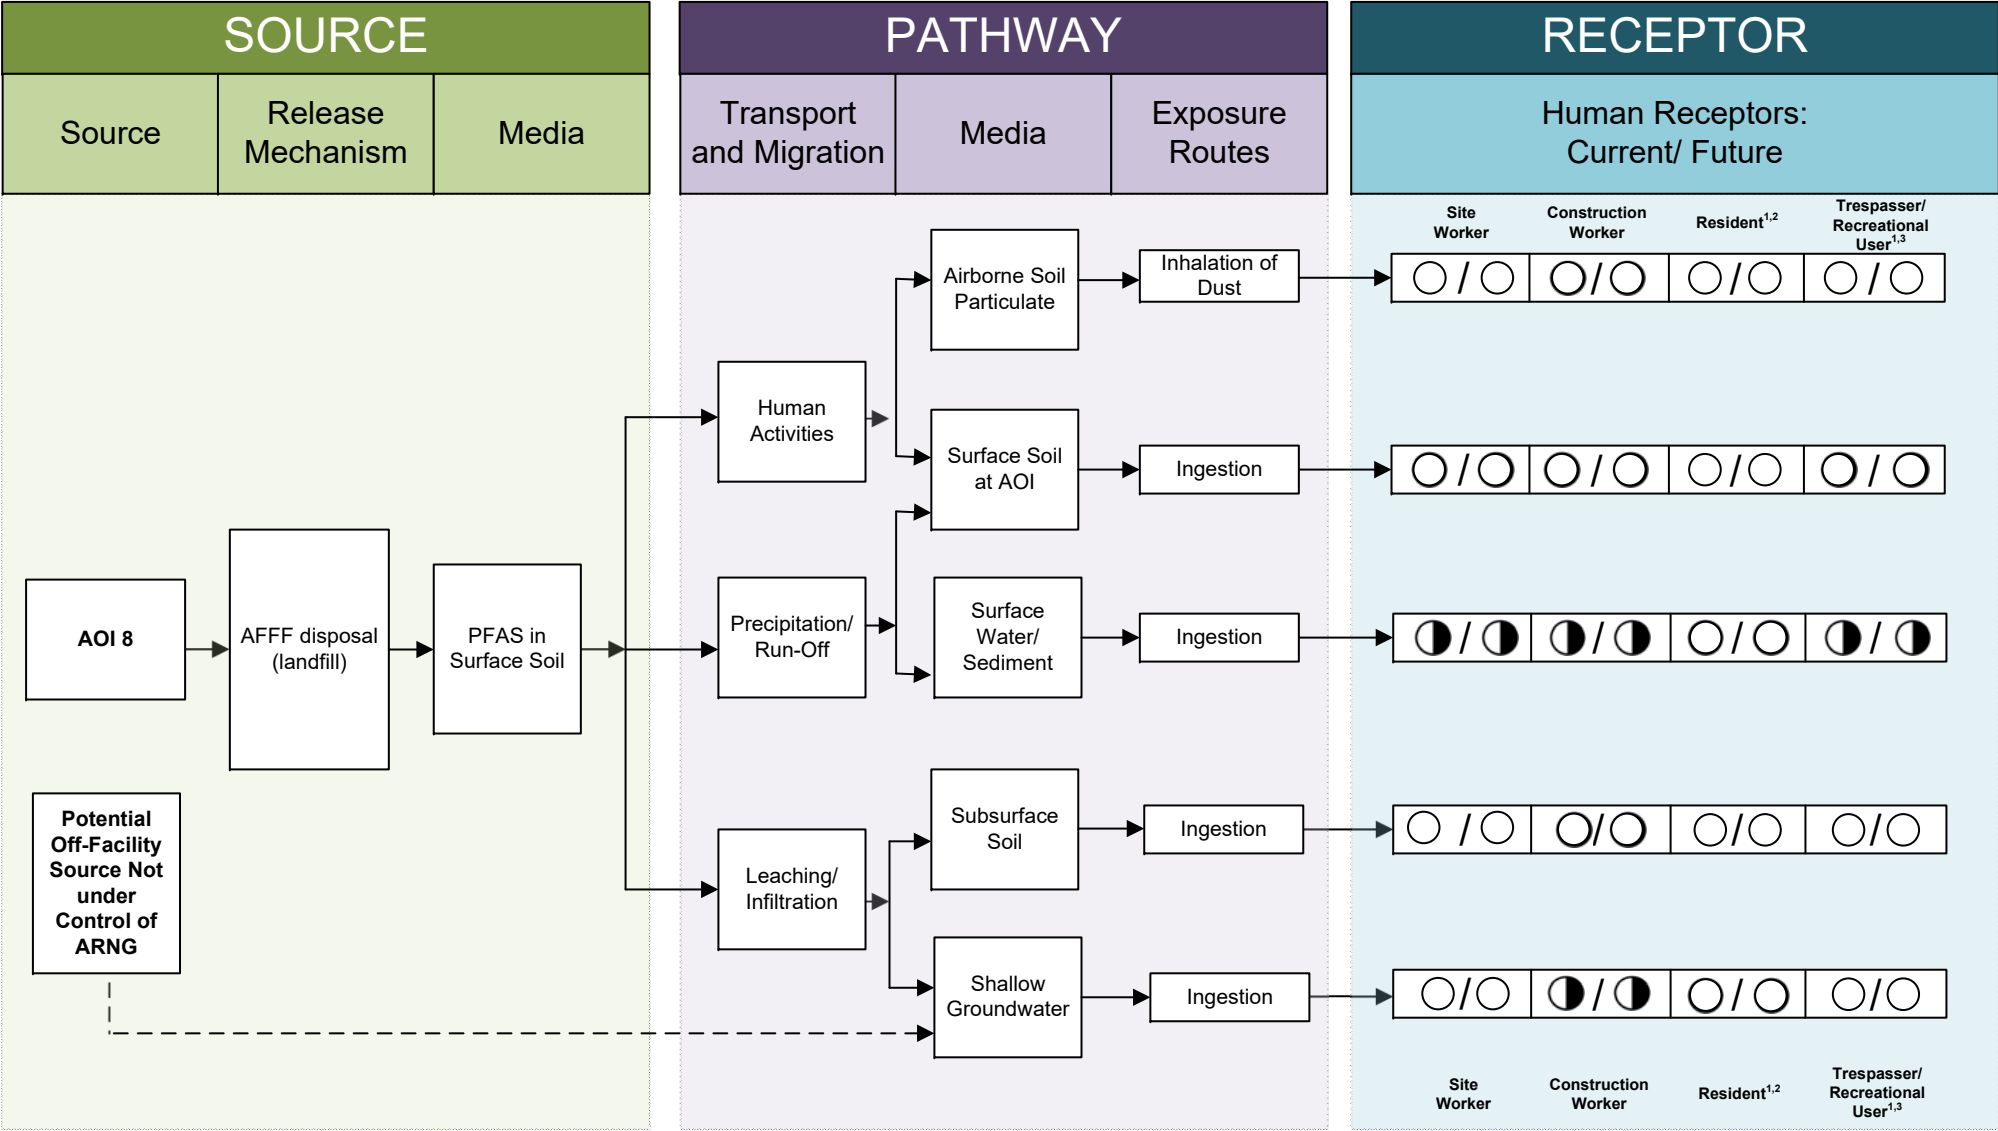 SOURCE
PATHWAY
RECEPTOR
Source
Release
Mechanism
Media
Transport
and Migration
Media
Exposure
Routes
Human Receptors:
Current/ Future
Site
Worker
Construction
Worker
Resident1,2
Trespasser/
Recreational
User1,3
Airborne Soil
Particulate
Inhalation of
Dust
/
/
/
/
Human
Activities
Surface Soil
at AOI
Ingestion
/
/
/
/
AOI 8
AFFF disposal
(landfill)
PFAS in
Surface Soil
Precipitation/
Run-Off
Surface
Water/
Sediment
Ingestion
/
/
/
/
Potential
Off-Facility
Source Not
under
Control of
ARNG
Leaching/
Infiltration
Subsurface
Soil
Ingestion
/
/
/
/
Shallow
Groundwater
Ingestion
/
/
/
/
Site
Worker
Construction
Worker
Resident1,2
Trespasser/
Recreational
User1,3